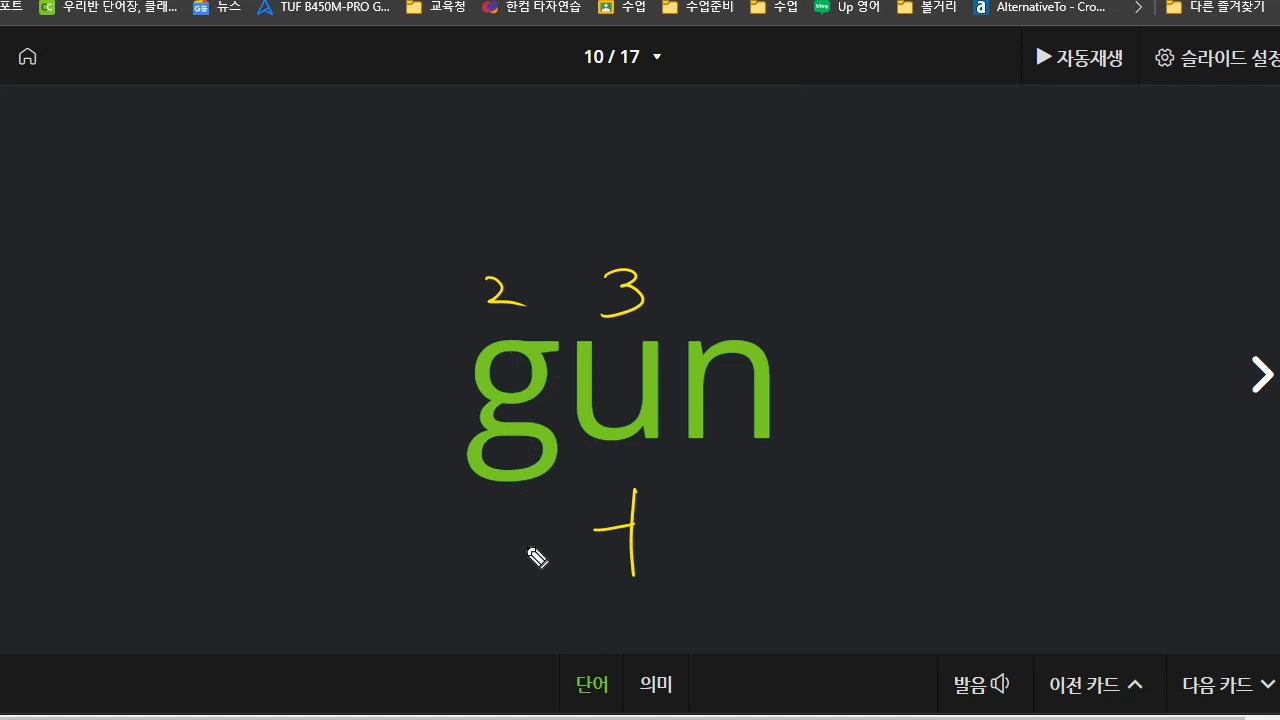 포트 우리반 단어장, 클래... 뉴스 TUF B450M-PRO G... 교육청 한컴 타자연습 수업 수업준비 수업 Up 영어 볼거리 AlternativeTo - Cro... 다른 즐겨찾기
10 / 17 자동재생 슬라이드 설정
2 3
gun
ㅓ
단어 의미 발음 이전 카드 다음 카드